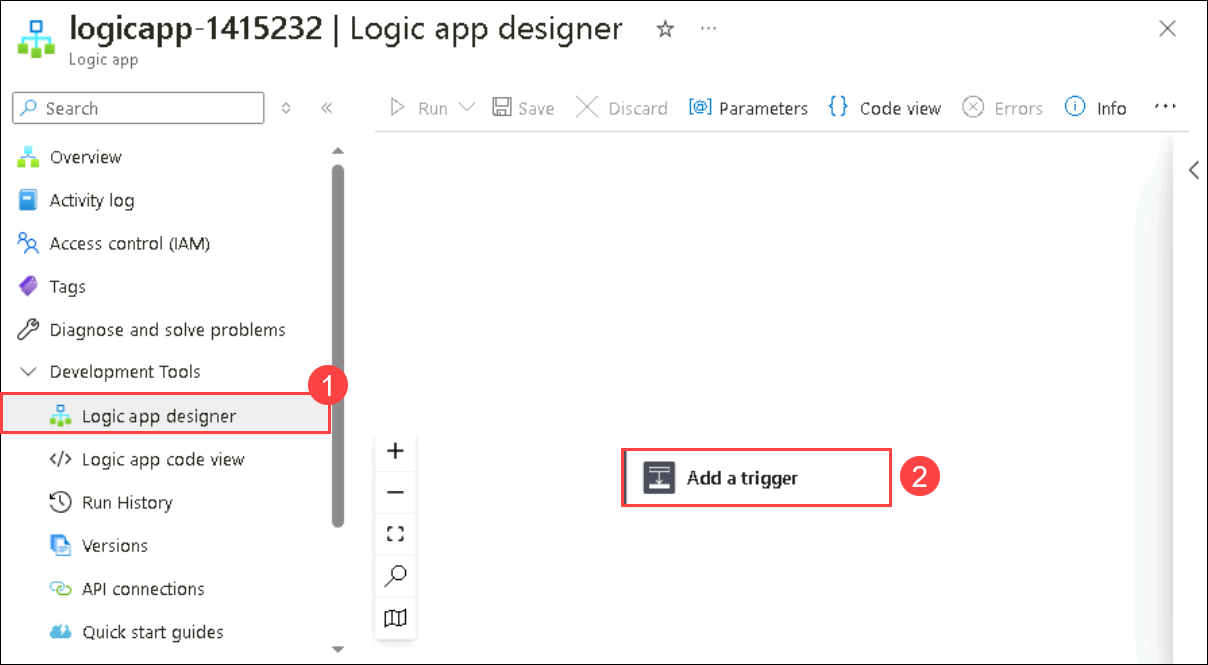 logicapp-1415232 | Logic app designer
Logic app
Search
Run Save Discard Parameters Code view Errors Info
Overview
Activity log
Access control (IAM)
Tags
Diagnose and solve problems
Development Tools
1
Logic app designer
Logic app code view
Run History
Versions
API connections
Quick start guides
Add a trigger
2